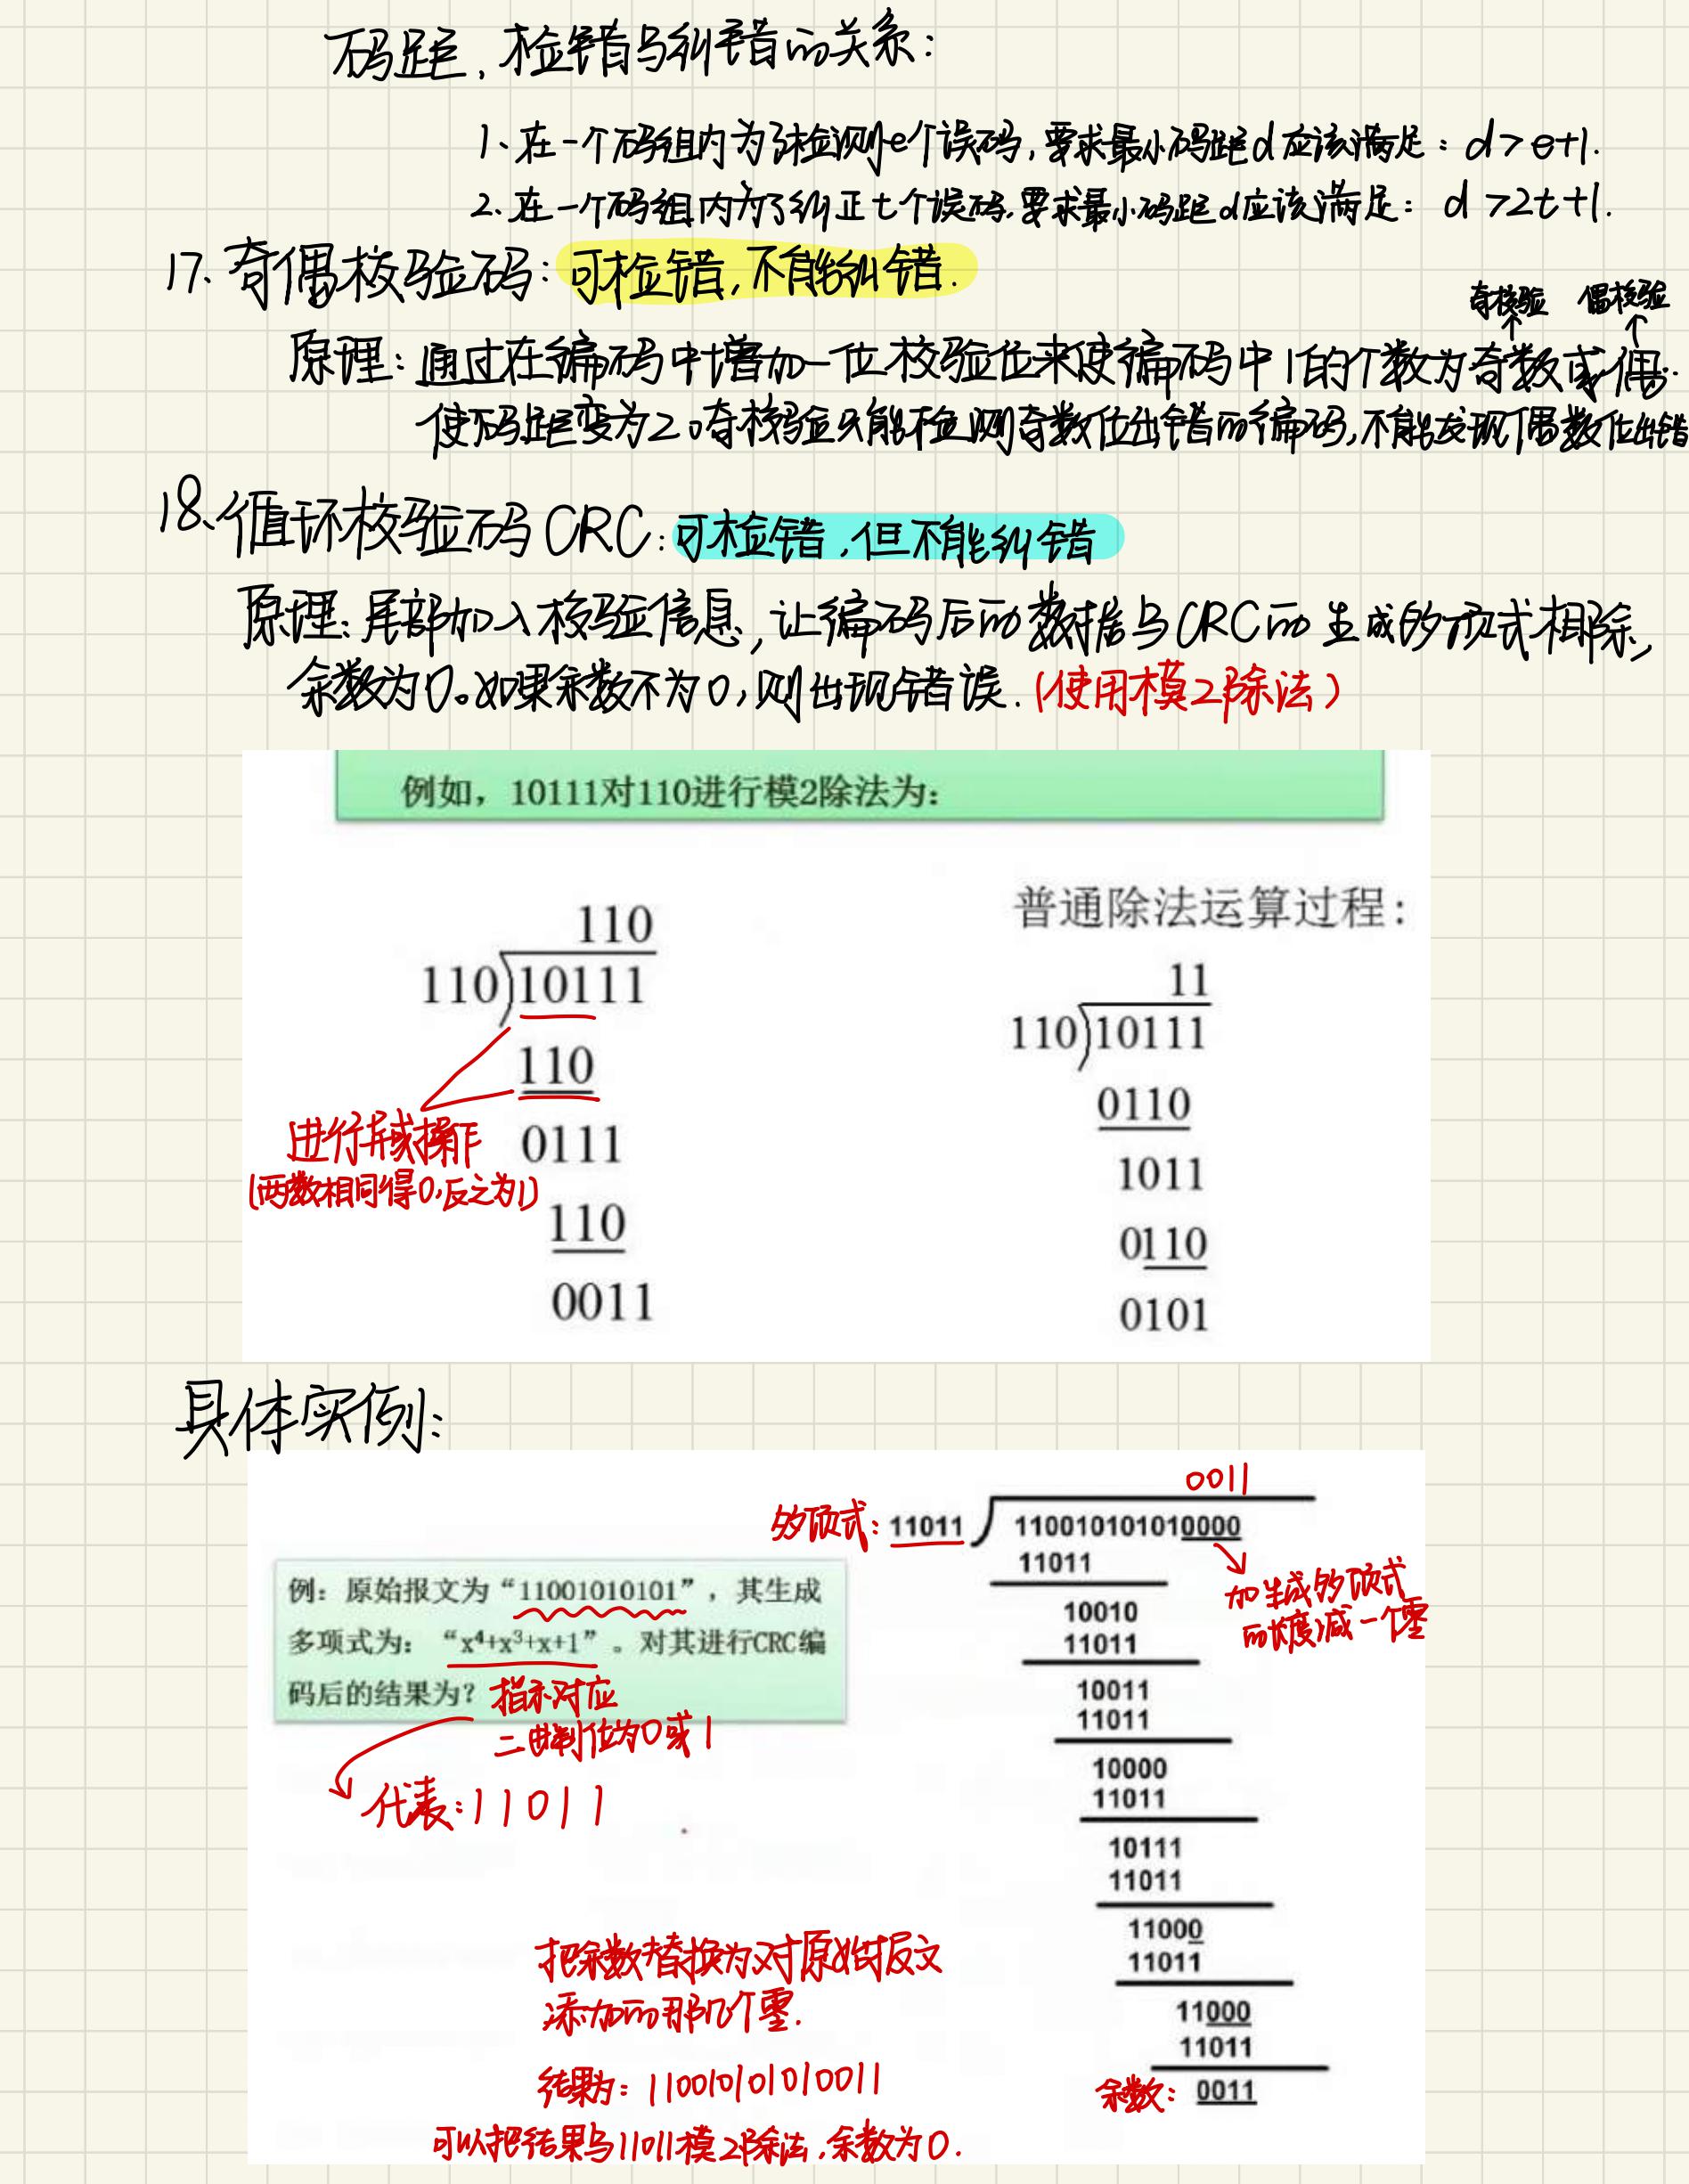 码距、检错与纠错的关系:
1、在一个码组内为了检测e个误码,要求最小码距d应该满足:d>e+1.
2、在一个码组内为了纠正t个误码,要求最小码距d应该满足:d>2t+1.
17、奇偶校验码:可检错,不能纠错.
奇校验 偶校验
原理:通过在编码中增加一位校验位来使编码中1的个数为奇数或偶.
使码距变为2。奇校验只能检测奇数位出错的编码,不能发现偶数位出错
18、循环校验码CRC:可检错,但不能纠错
原理:尾部加入校验信息,让编码后的数据与CRC的生成的项式相除,
余数为0。如果余数不为0,则出现错误.(使用模2除法)
例如,10111对110进行模2除法为:
110
110)10111
110
0111
110
0011
进行异或操作
(两数相同得0,反之为1)
普通除法运算过程:
11
110)10111
0110
1011
0110
0101
具体实例:
例:原始报文为“11001010101”,其生成
多项式为:“x⁴+x³+x+1”。对其进行CRC编
码后的结果为?
指示对应
二进制位为0或1
代表:11011
0011
多项式:11011 110010101010000
加生成多项式
的长度减一个零
11011
10010
11011
10011
11011
10000
11011
10111
11011
11000
11011
11000
11011
余数:0011
把余数替换为对原始报文
添加的那几个零.
结果为:110010101010011
可以把结果与11011模2除法,余数为0.